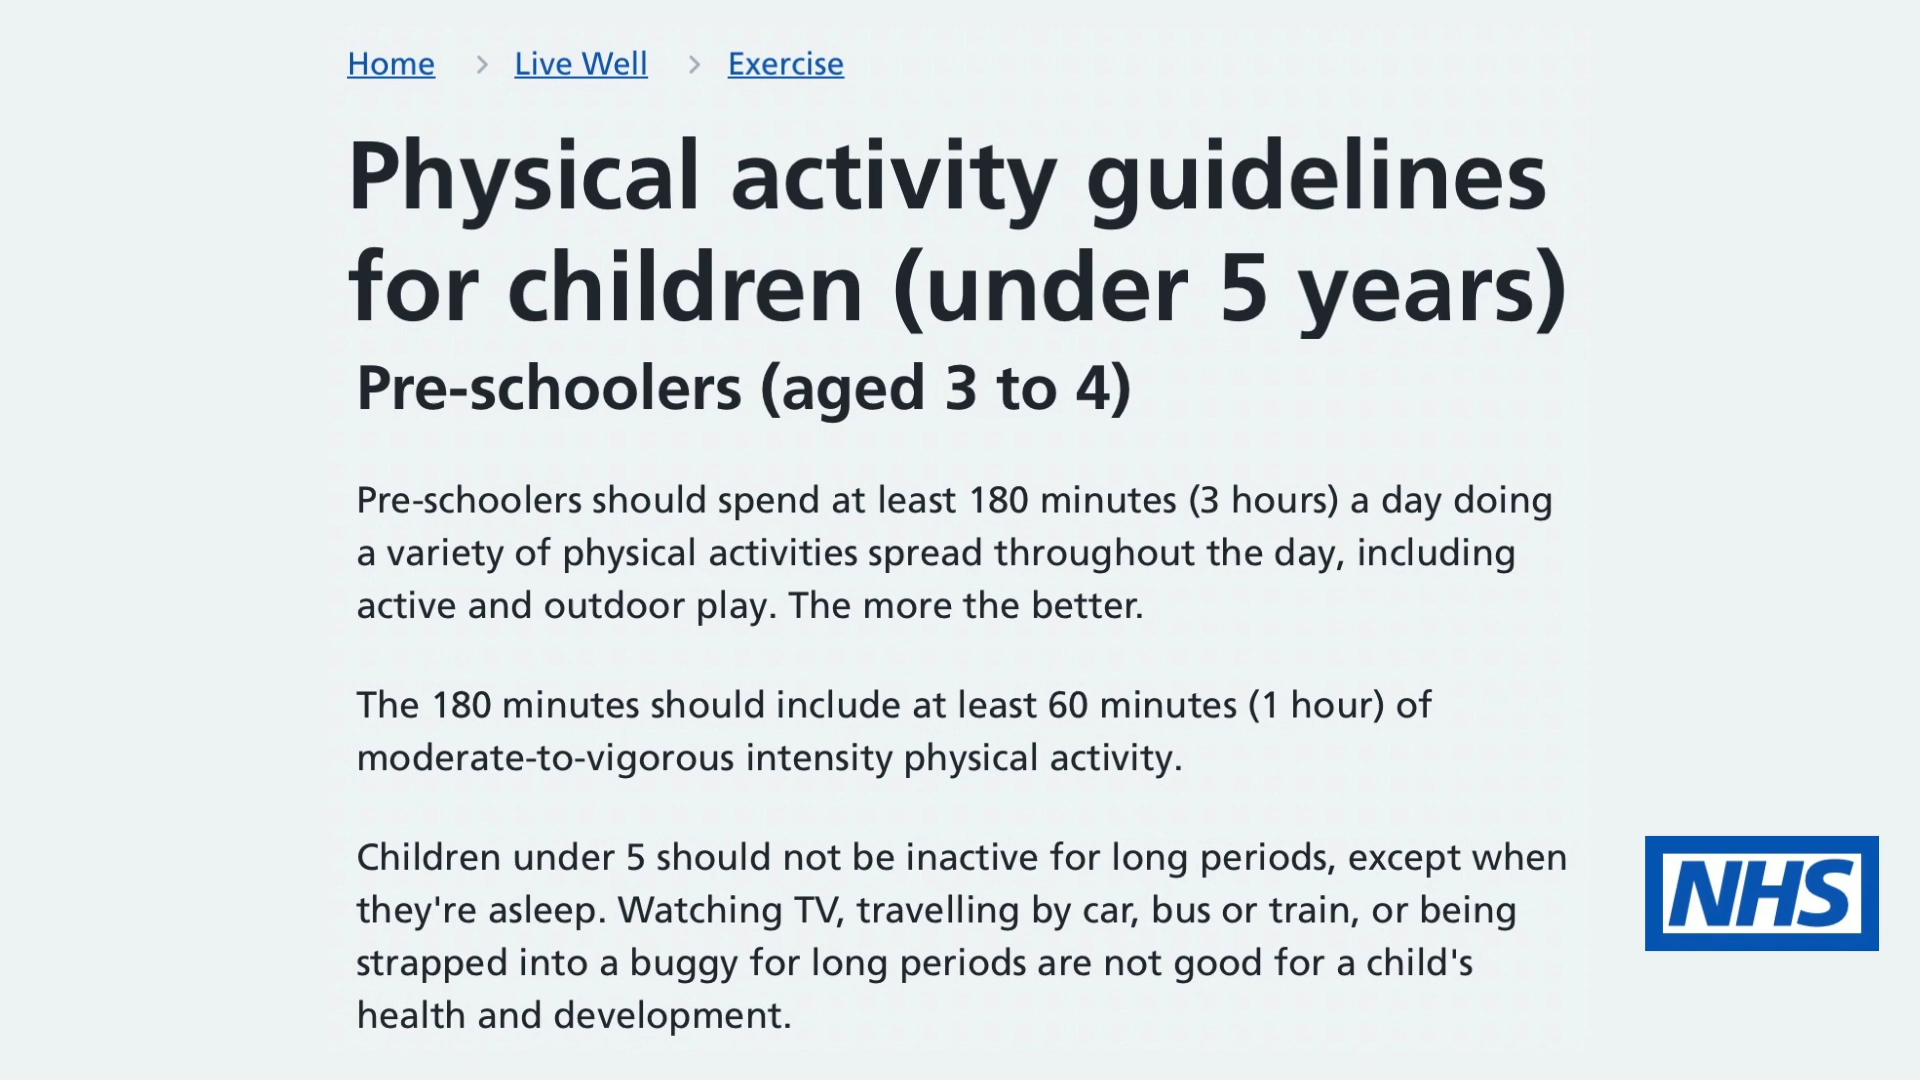 Home > Live Well > Exercise
Physical activity guidelines
for children (under 5 years)
Pre-schoolers (aged 3 to 4)
Pre-schoolers should spend at least 180 minutes (3 hours) a day doing
a variety of physical activities spread throughout the day, including
active and outdoor play. The more the better.
The 180 minutes should include at least 60 minutes (1 hour) of
moderate-to-vigorous intensity physical activity.
Children under 5 should not be inactive for long periods, except when
they're asleep. Watching TV, travelling by car, bus or train, or being
strapped into a buggy for long periods are not good for a child's
health and development.
NHS